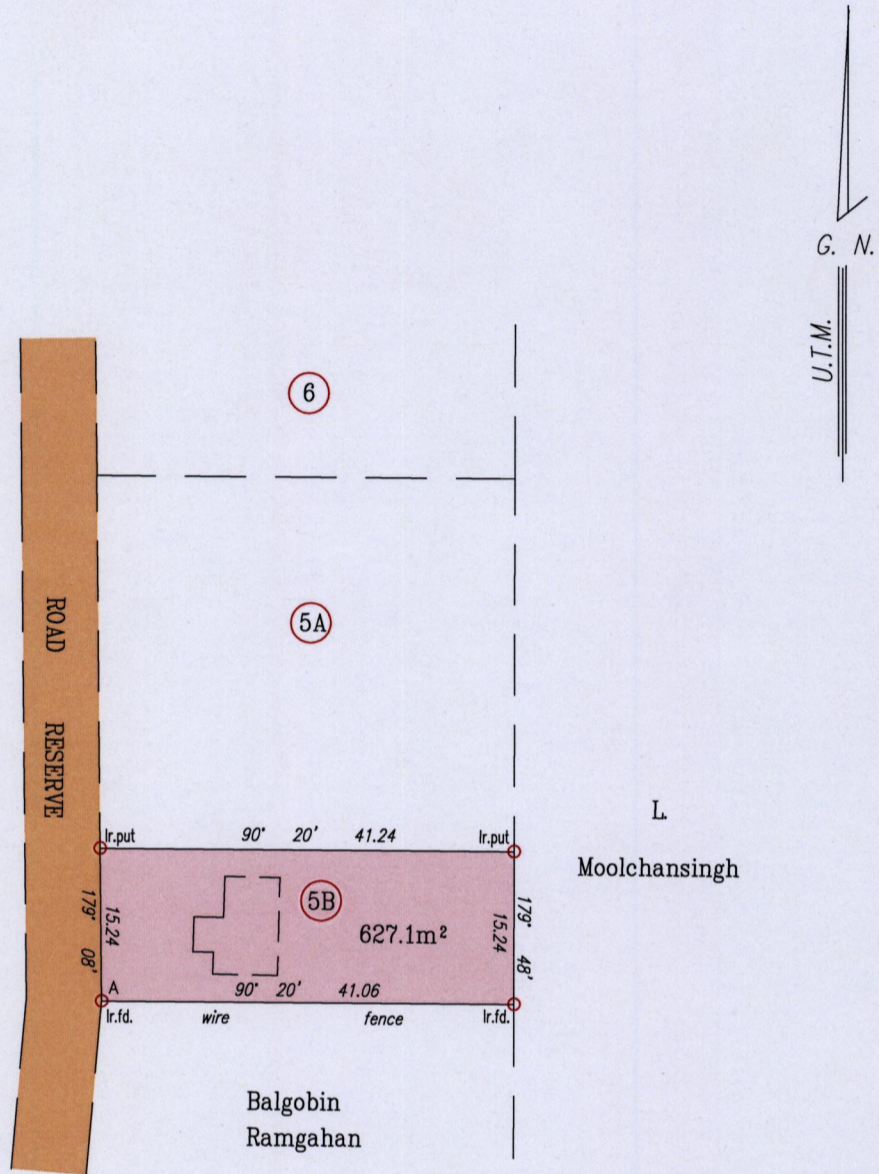 G. N.
U.T.M.
6
5A
ROAD RESERVE
L.
Moolchansingh
Ir.put
90° 20' 41.24
Ir.put
5B
627.1m²
179° 08'
15.24
15.24
179° 48'
A
90° 20' 41.06
Ir.fd.
wire fence
Ir.fd.
Balgobin
Ramgahan